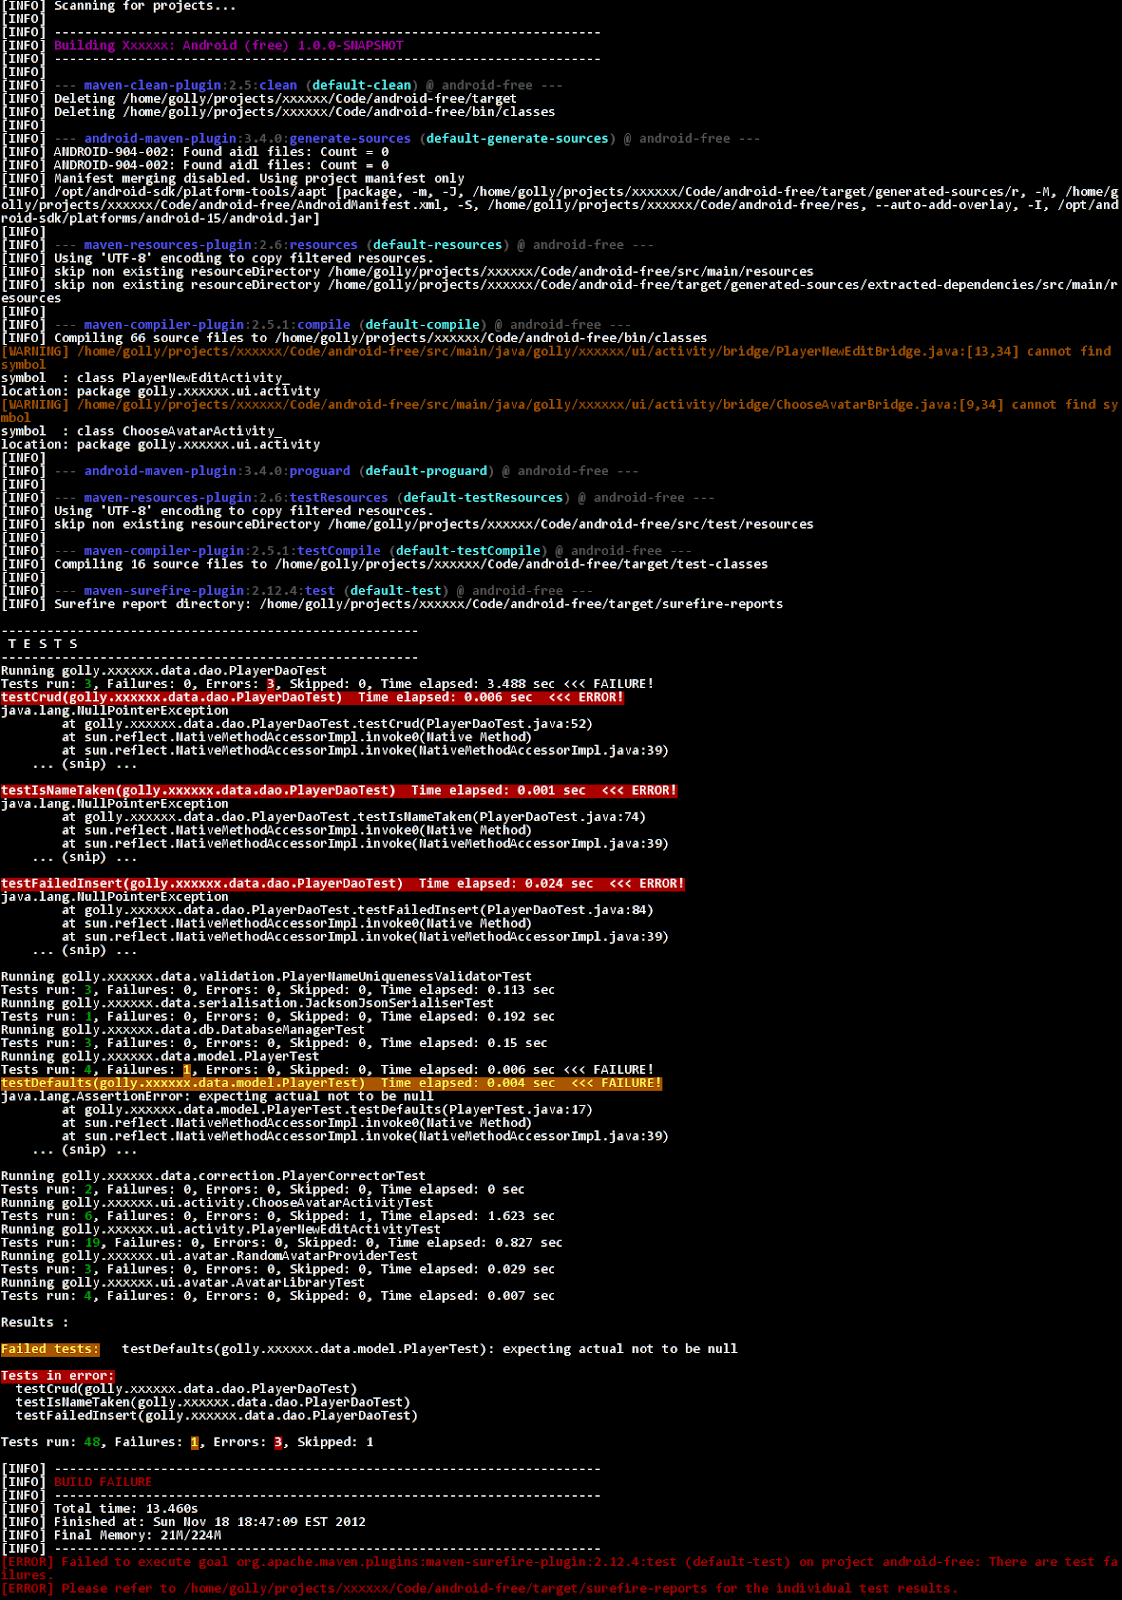 [INFO] Scanning for projects...
[INFO]
[INFO] ------------------------------------------------------------------------
[INFO] Building Xxxxxx: Android (free) 1.0.0-SNAPSHOT
[INFO] ------------------------------------------------------------------------
[INFO]
[INFO] --- maven-clean-plugin:2.5:clean (default-clean) @ android-free ---
[INFO] Deleting /home/golly/projects/xxxxxx/Code/android-free/target
[INFO] Deleting /home/golly/projects/xxxxxx/Code/android-free/bin/classes
[INFO]
[INFO] --- android-maven-plugin:3.4.0:generate-sources (default-generate-sources) @ android-free ---
[INFO] ANDROID-904-002: Found aidl files: Count = 0
[INFO] ANDROID-904-002: Found aidl files: Count = 0
[INFO] Manifest merging disabled. Using project manifest only
[INFO] /opt/android-sdk/platform-tools/aapt [package, -m, -J, /home/golly/projects/xxxxxx/Code/android-free/target/generated-sources/r, -M, /home/g
olly/projects/xxxxxx/Code/android-free/AndroidManifest.xml, -S, /home/golly/projects/xxxxxx/Code/android-free/res, --auto-add-overlay, -I, /opt/and
roid-sdk/platforms/android-15/android.jar]
[INFO]
[INFO] --- maven-resources-plugin:2.6:resources (default-resources) @ android-free ---
[INFO] Using 'UTF-8' encoding to copy filtered resources.
[INFO] skip non existing resourceDirectory /home/golly/projects/xxxxxx/Code/android-free/src/main/resources
[INFO] skip non existing resourceDirectory /home/golly/projects/xxxxxx/Code/android-free/target/generated-sources/extracted-dependencies/src/main/r
esources
[INFO]
[INFO] --- maven-compiler-plugin:2.5.1:compile (default-compile) @ android-free ---
[INFO] Compiling 66 source files to /home/golly/projects/xxxxxx/Code/android-free/bin/classes
[WARNING] /home/golly/projects/xxxxxx/Code/android-free/src/main/java/golly/xxxxxx/ui/activity/bridge/PlayerNewEditBridge.java:[13,34] cannot find
symbol
symbol  : class PlayerNewEditActivity_
location: package golly.xxxxxx.ui.activity
[WARNING] /home/golly/projects/xxxxxx/Code/android-free/src/main/java/golly/xxxxxx/ui/activity/bridge/ChooseAvatarBridge.java:[9,34] cannot find sy
mbol
symbol  : class ChooseAvatarActivity_
location: package golly.xxxxxx.ui.activity
[INFO]
[INFO] --- android-maven-plugin:3.4.0:proguard (default-proguard) @ android-free ---
[INFO]
[INFO] --- maven-resources-plugin:2.6:testResources (default-testResources) @ android-free ---
[INFO] Using 'UTF-8' encoding to copy filtered resources.
[INFO] skip non existing resourceDirectory /home/golly/projects/xxxxxx/Code/android-free/src/test/resources
[INFO]
[INFO] --- maven-compiler-plugin:2.5.1:testCompile (default-testCompile) @ android-free ---
[INFO] Compiling 16 source files to /home/golly/projects/xxxxxx/Code/android-free/target/test-classes
[INFO]
[INFO] --- maven-surefire-plugin:2.12.4:test (default-test) @ android-free ---
[INFO] Surefire report directory: /home/golly/projects/xxxxxx/Code/android-free/target/surefire-reports
-------------------------------------------------------
 T E S T S
-------------------------------------------------------
Running golly.xxxxxx.data.dao.PlayerDaoTest
Tests run: 3, Failures: 0, Errors: 3, Skipped: 0, Time elapsed: 3.488 sec <<< FAILURE!
testCrud(golly.xxxxxx.data.dao.PlayerDaoTest)  Time elapsed: 0.006 sec  <<< ERROR!
java.lang.NullPointerException
        at golly.xxxxxx.data.dao.PlayerDaoTest.testCrud(PlayerDaoTest.java:52)
        at sun.reflect.NativeMethodAccessorImpl.invoke0(Native Method)
        at sun.reflect.NativeMethodAccessorImpl.invoke(NativeMethodAccessorImpl.java:39)
    ... (snip) ...
testIsNameTaken(golly.xxxxxx.data.dao.PlayerDaoTest)  Time elapsed: 0.001 sec  <<< ERROR!
java.lang.NullPointerException
        at golly.xxxxxx.data.dao.PlayerDaoTest.testIsNameTaken(PlayerDaoTest.java:74)
        at sun.reflect.NativeMethodAccessorImpl.invoke0(Native Method)
        at sun.reflect.NativeMethodAccessorImpl.invoke(NativeMethodAccessorImpl.java:39)
    ... (snip) ...
testFailedInsert(golly.xxxxxx.data.dao.PlayerDaoTest)  Time elapsed: 0.024 sec  <<< ERROR!
java.lang.NullPointerException
        at golly.xxxxxx.data.dao.PlayerDaoTest.testFailedInsert(PlayerDaoTest.java:84)
        at sun.reflect.NativeMethodAccessorImpl.invoke0(Native Method)
        at sun.reflect.NativeMethodAccessorImpl.invoke(NativeMethodAccessorImpl.java:39)
    ... (snip) ...
Running golly.xxxxxx.data.validation.PlayerNameUniquenessValidatorTest
Tests run: 3, Failures: 0, Errors: 0, Skipped: 0, Time elapsed: 0.113 sec
Running golly.xxxxxx.data.serialisation.JacksonJsonSerialiserTest
Tests run: 1, Failures: 0, Errors: 0, Skipped: 0, Time elapsed: 0.192 sec
Running golly.xxxxxx.data.db.DatabaseManagerTest
Tests run: 3, Failures: 0, Errors: 0, Skipped: 0, Time elapsed: 0.15 sec
Running golly.xxxxxx.data.model.PlayerTest
Tests run: 4, Failures: 1, Errors: 0, Skipped: 0, Time elapsed: 0.006 sec <<< FAILURE!
testDefaults(golly.xxxxxx.data.model.PlayerTest)  Time elapsed: 0.004 sec  <<< FAILURE!
java.lang.AssertionError: expecting actual not to be null
        at golly.xxxxxx.data.model.PlayerTest.testDefaults(PlayerTest.java:17)
        at sun.reflect.NativeMethodAccessorImpl.invoke0(Native Method)
        at sun.reflect.NativeMethodAccessorImpl.invoke(NativeMethodAccessorImpl.java:39)
    ... (snip) ...
Running golly.xxxxxx.data.correction.PlayerCorrectorTest
Tests run: 2, Failures: 0, Errors: 0, Skipped: 0, Time elapsed: 0 sec
Running golly.xxxxxx.ui.activity.ChooseAvatarActivityTest
Tests run: 6, Failures: 0, Errors: 0, Skipped: 1, Time elapsed: 1.623 sec
Running golly.xxxxxx.ui.activity.PlayerNewEditActivityTest
Tests run: 19, Failures: 0, Errors: 0, Skipped: 0, Time elapsed: 0.827 sec
Running golly.xxxxxx.ui.avatar.RandomAvatarProviderTest
Tests run: 3, Failures: 0, Errors: 0, Skipped: 0, Time elapsed: 0.029 sec
Running golly.xxxxxx.ui.avatar.AvatarLibraryTest
Tests run: 4, Failures: 0, Errors: 0, Skipped: 0, Time elapsed: 0.007 sec
Results :
Failed tests:   testDefaults(golly.xxxxxx.data.model.PlayerTest): expecting actual not to be null
Tests in error:
  testCrud(golly.xxxxxx.data.dao.PlayerDaoTest)
  testIsNameTaken(golly.xxxxxx.data.dao.PlayerDaoTest)
  testFailedInsert(golly.xxxxxx.data.dao.PlayerDaoTest)
Tests run: 48, Failures: 1, Errors: 3, Skipped: 1
[INFO] ------------------------------------------------------------------------
[INFO] BUILD FAILURE
[INFO] ------------------------------------------------------------------------
[INFO] Total time: 13.460s
[INFO] Finished at: Sun Nov 18 18:47:09 EST 2012
[INFO] Final Memory: 21M/224M
[INFO] ------------------------------------------------------------------------
[ERROR] Failed to execute goal org.apache.maven.plugins:maven-surefire-plugin:2.12.4:test (default-test) on project android-free: There are test fa
ilures.
[ERROR] Please refer to /home/golly/projects/xxxxxx/Code/android-free/target/surefire-reports for the individual test results.